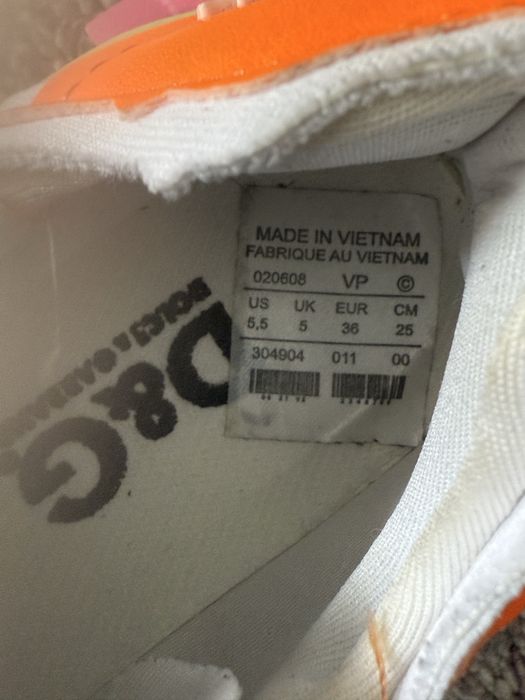 MADE IN VIETNAM
FABRIQUE AU VIETNAM
020608 VP ©
US UK EUR CM
5,5 5 36 25
304904 011 00
D&G
DOLCE & GABBANA